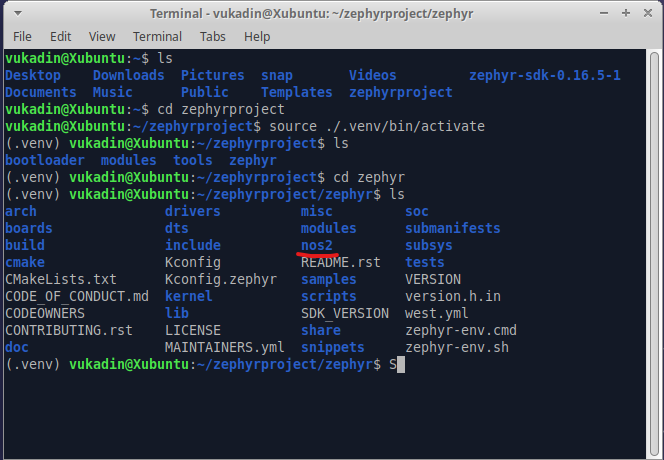 Terminal - vukadin@Xubuntu: ~/zephyrproject/zephyr
File Edit View Terminal Tabs Help
vukadin@Xubuntu:~$ ls
Desktop Downloads Pictures snap Videos zephyr-sdk-0.16.5-1
Documents Music Public Templates zephyrproject
vukadin@Xubuntu:~$ cd zephyrproject
vukadin@Xubuntu:~/zephyrproject$ source ./.venv/bin/activate
(.venv) vukadin@Xubuntu:~/zephyrproject$ ls
bootloader modules tools zephyr
(.venv) vukadin@Xubuntu:~/zephyrproject$ cd zephyr
(.venv) vukadin@Xubuntu:~/zephyrproject/zephyr$ ls
arch drivers misc soc
boards dts modules submanifests
build include nos2 subsys
cmake Kconfig README.rst tests
CMakeLists.txt Kconfig.zephyr samples VERSION
CODE_OF_CONDUCT.md kernel scripts version.h.in
CODEOWNERS lib SDK_VERSION west.yml
CONTRIBUTING.rst LICENSE share zephyr-env.cmd
doc MAINTAINERS.yml snippets zephyr-env.sh
(.venv) vukadin@Xubuntu:~/zephyrproject/zephyr$ S